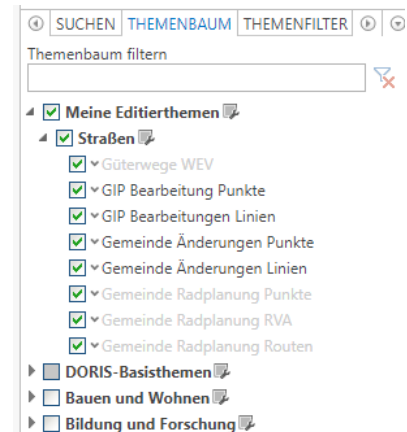 SUCHEN THEMENBAUM THEMENFILTER
Themenbaum filtern
Meine Editierthemen
Straßen
Güterwege WEV
GIP Bearbeitung Punkte
GIP Bearbeitungen Linien
Gemeinde Änderungen Punkte
Gemeinde Änderungen Linien
Gemeinde Radplanung Punkte
Gemeinde Radplanung RVA
Gemeinde Radplanung Routen
DORIS-Basisthemen
Bauen und Wohnen
Bildung und Forschung